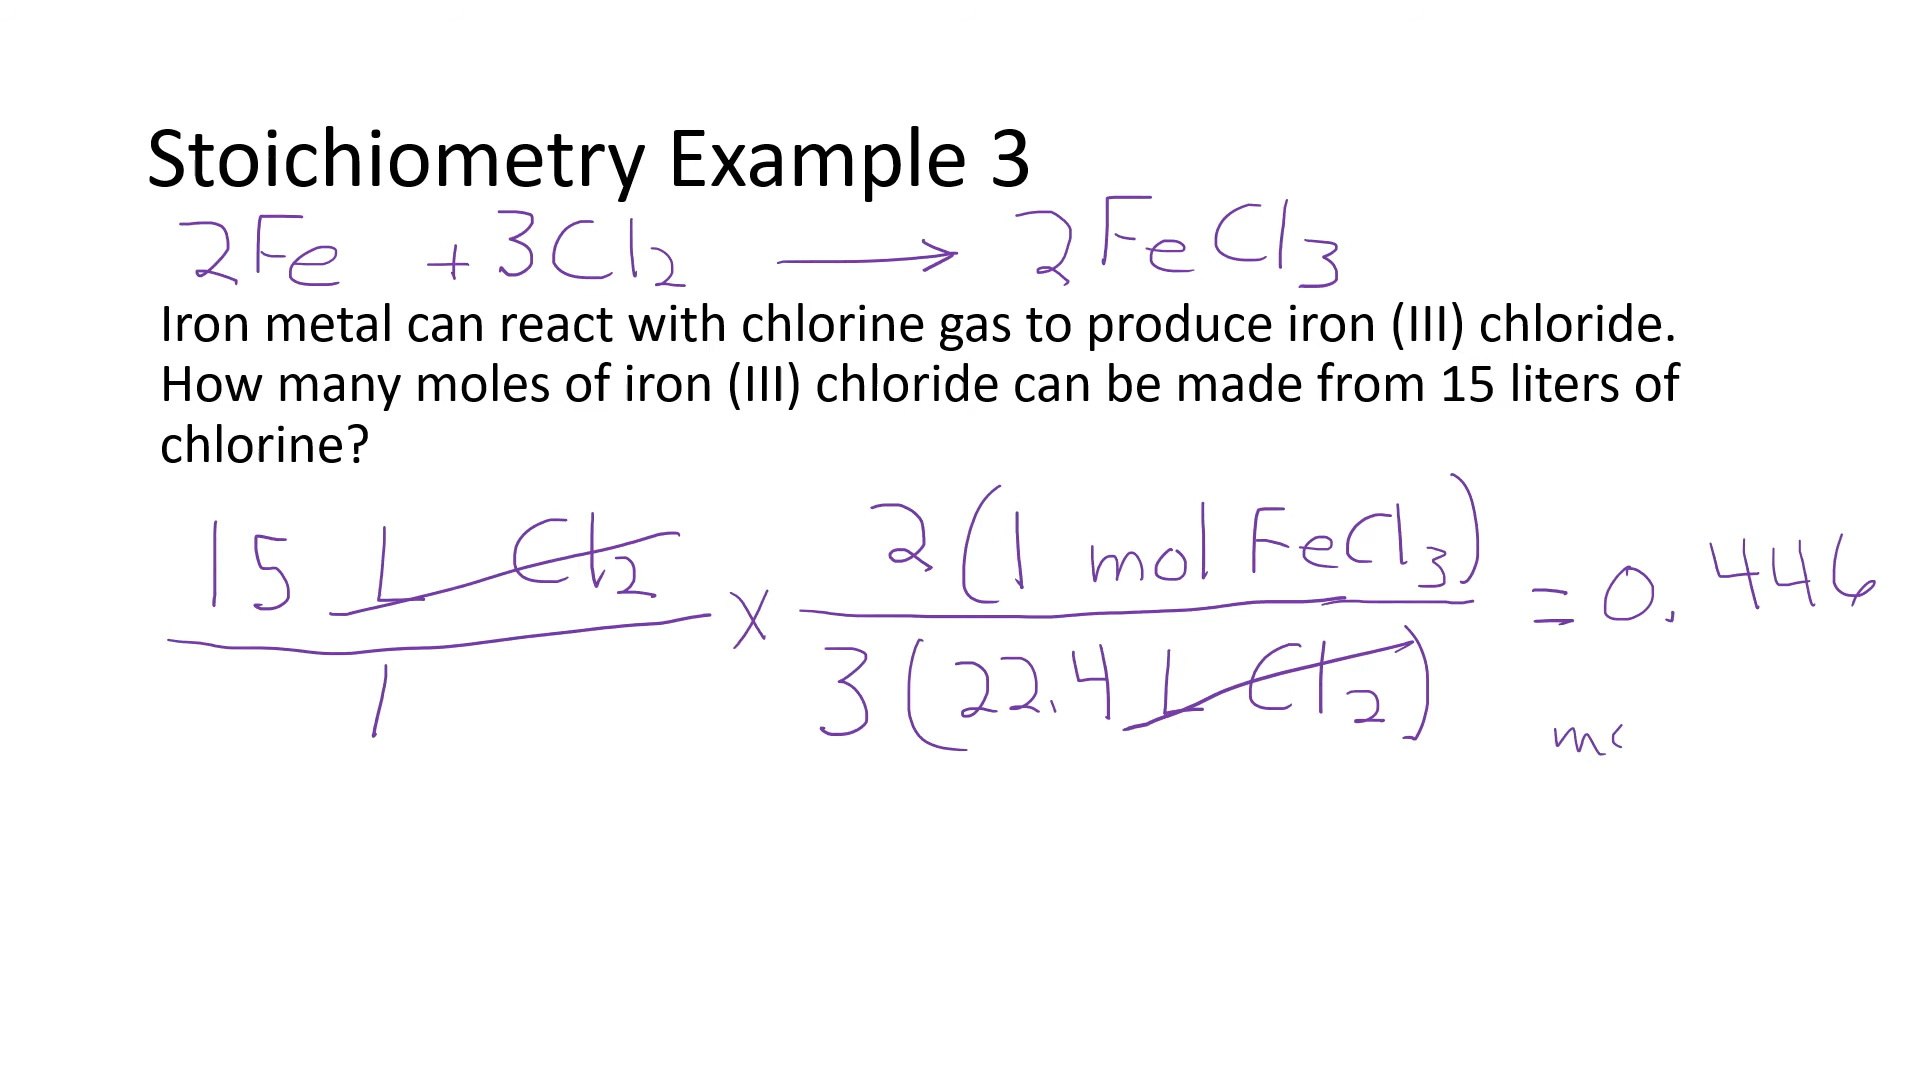 Stoichiometry Example 3
2Fe + 3Cl₂ ⟶ 2FeCl₃
Iron metal can react with chlorine gas to produce iron (III) chloride.
How many moles of iron (III) chloride can be made from 15 liters of
chlorine?
15 L Cl₂ 2(1 mol FeCl₃)
x = 0.446
1 3(22.4 L Cl₂)